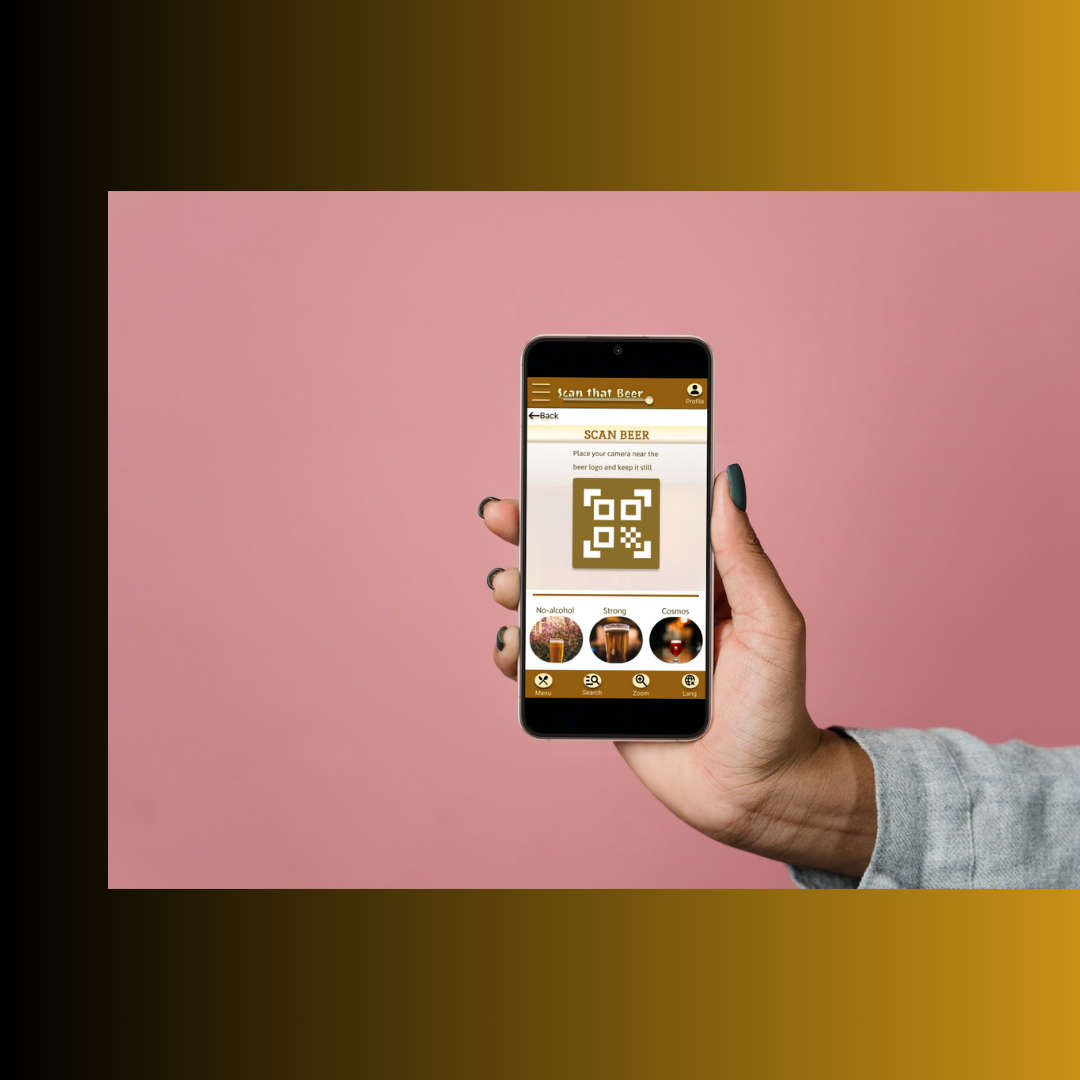 Scan that Beer
Profile
←Back
SCAN BEER
Place your camera near the
beer logo and keep it still
No-alcohol Strong Cosmos
Menu Search Zoom Lang